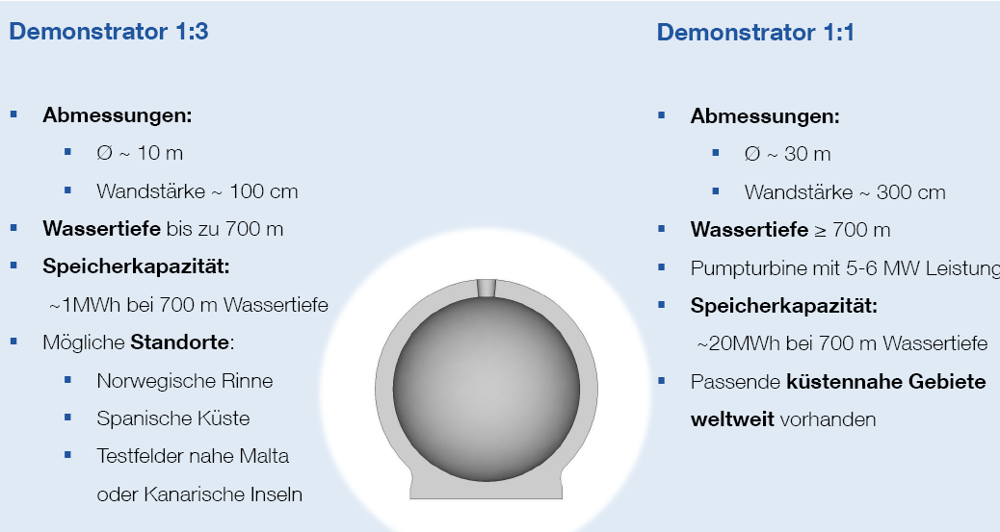 Demonstrator 1:3
Abmessungen:
Ø ~ 10 m
Wandstärke ~ 100 cm
Wassertiefe bis zu 700 m
Speicherkapazität:
~1MWh bei 700 m Wassertiefe
Mögliche Standorte:
Norwegische Rinne
Spanische Küste
Testfelder nahe Malta
oder Kanarische Inseln
Demonstrator 1:1
Abmessungen:
Ø ~ 30 m
Wandstärke ~ 300 cm
Wassertiefe ≥ 700 m
Pumpturbine mit 5-6 MW Leistung
Speicherkapazität:
~20MWh bei 700 m Wassertiefe
Passende küstennahe Gebiete
weltweit vorhanden